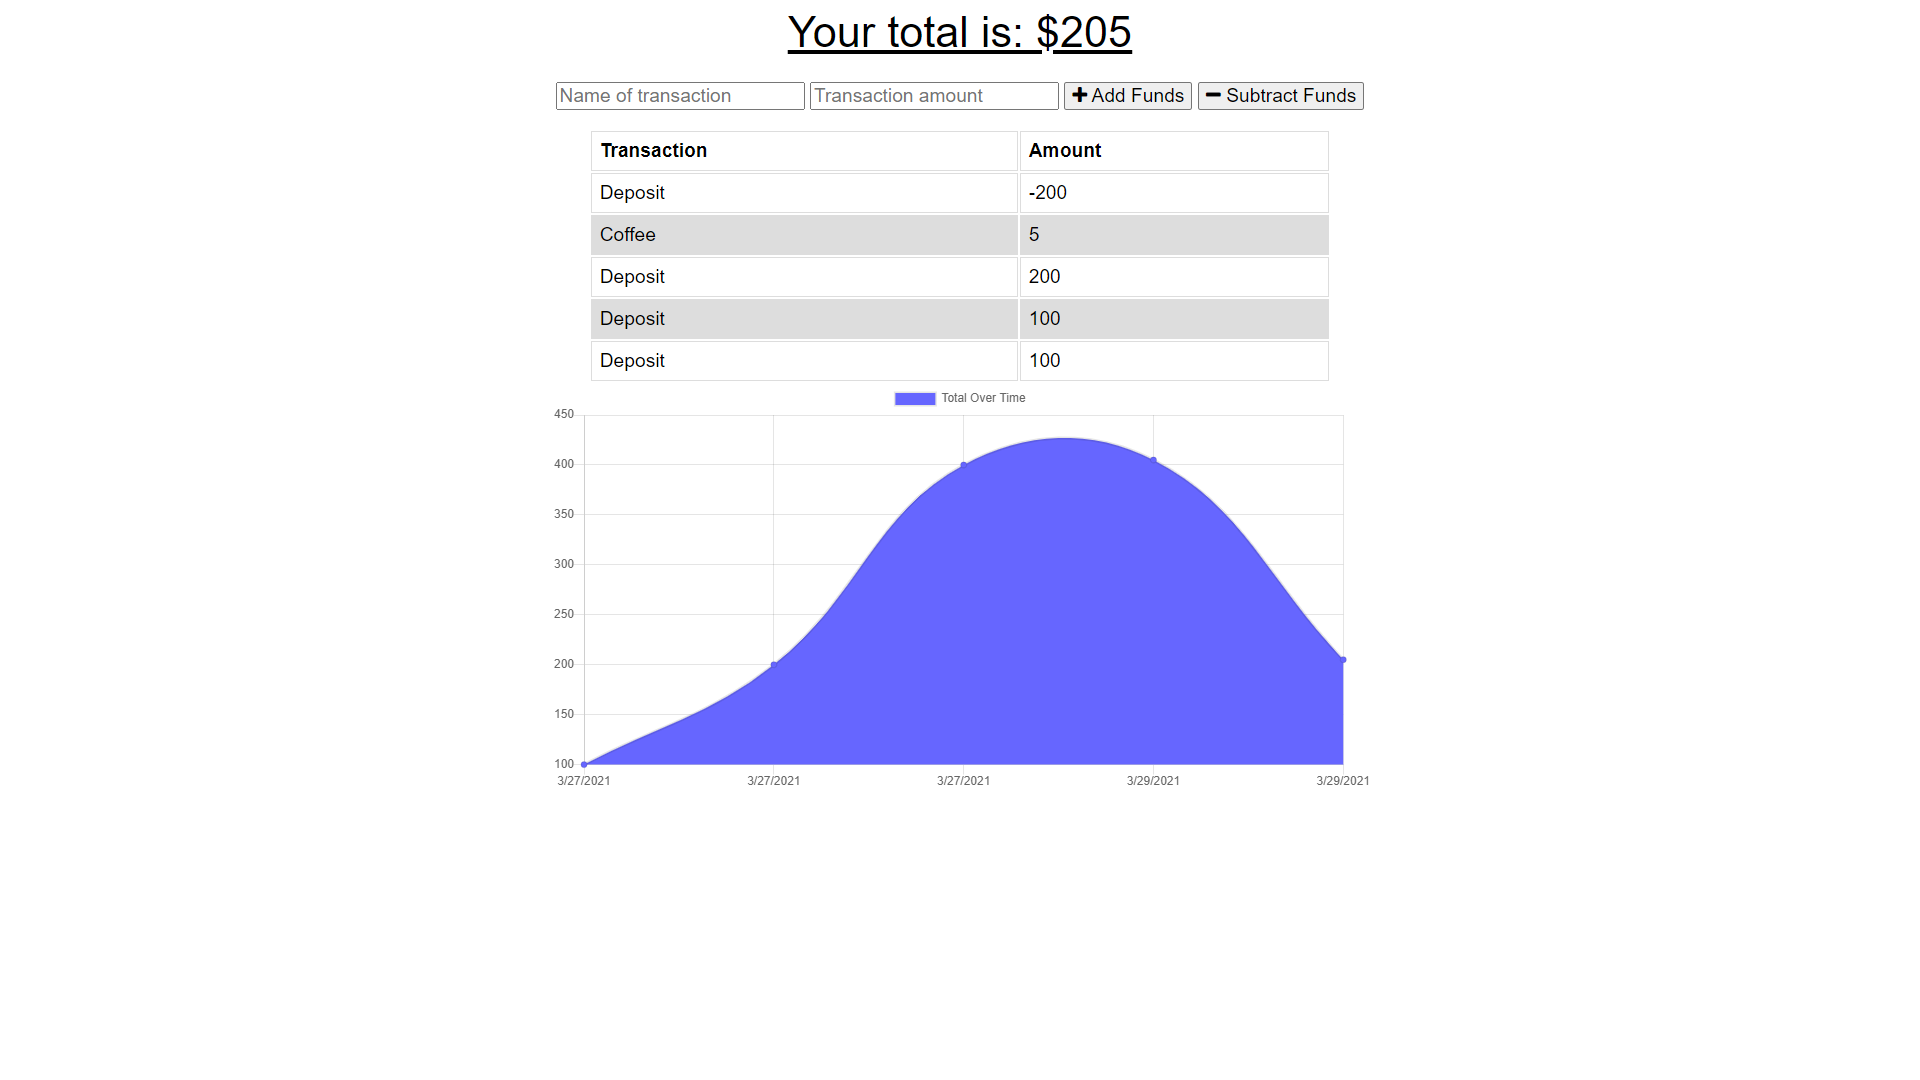 Your total is: $205
Name of transaction Transaction amount Add Funds Subtract Funds
Transaction Amount
Deposit -200
Coffee 5
Deposit 200
Deposit 100
Deposit 100
Total Over Time
450
400
350
300
250
200
150
100
3/27/2021 3/27/2021 3/27/2021 3/29/2021 3/29/2021